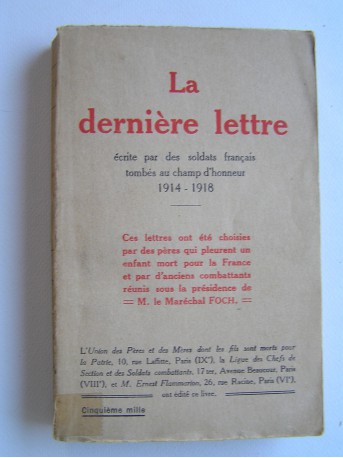 La
dernière lettre
écrite par des soldats français
tombés au champ d'honneur
1914 - 1918
Ces lettres ont été choisies
par des pères qui pleurent un
enfant mort pour la France
et par d'anciens combattants
réunis sous la présidence de
M. le Maréchal FOCH.
L'Union des Pères et des Mères dont les fils sont morts pour
la Patrie, 10, rue Laffitte, Paris (IXe), la Ligue des Chefs de
Section et des Soldats combattants, 17 ter, Avenue Beaucour, Paris
(VIIIe), et M. Ernest Flammarion, 26, rue Racine, Paris (VIe),
ont édité ce livre.
Cinquième mille